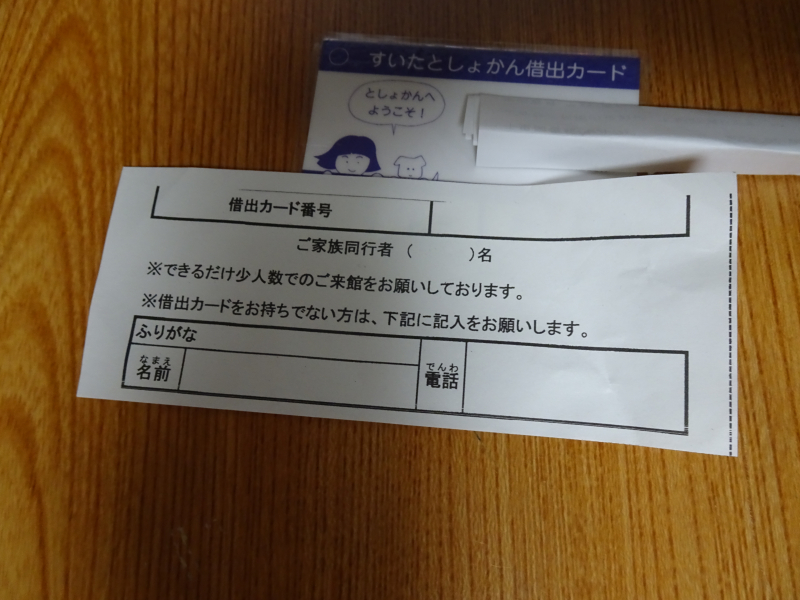 すいたとしょかん借出カード
としょかんへ
ようこそ！
借出カード番号
ご家族同行者 （ ）名
※できるだけ少人数でのご来館をお願いしております。
※借出カードをお持ちでない方は、下記に記入をお願いします。
ふりがな
なまえ
名前
でんわ
電話